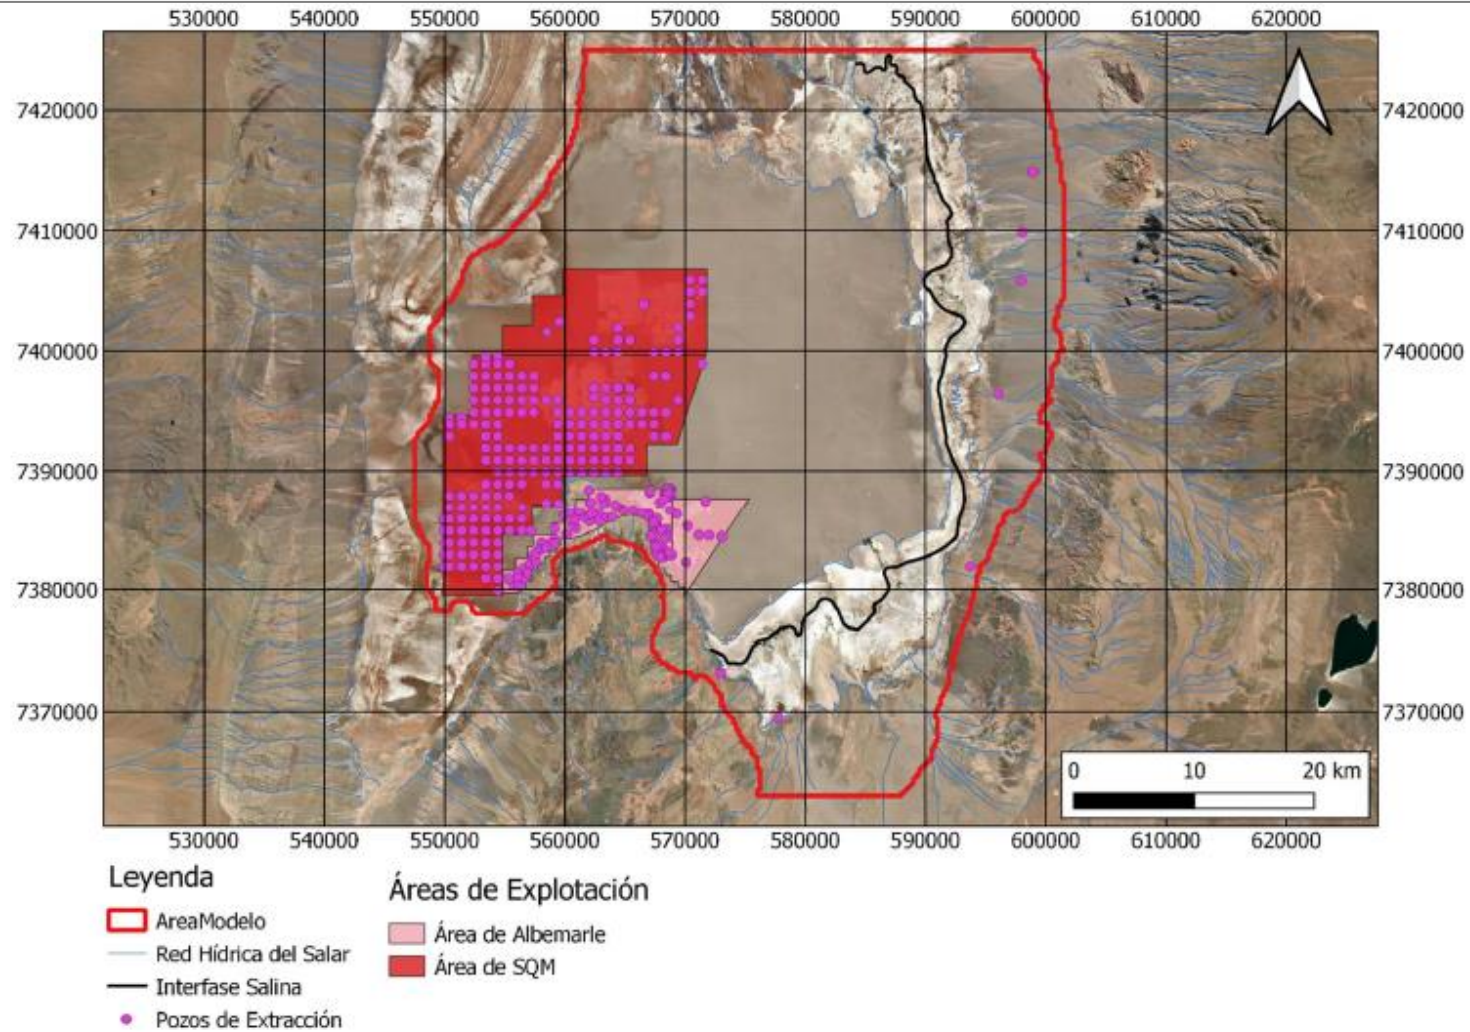 530000 540000 550000 560000 570000 580000 590000 600000 610000 620000
7420000 7420000
7410000 7410000
7400000 7400000
7390000 7390000
7380000 7380000
7370000 7370000
0 10 20 km
530000 540000 550000 560000 570000 580000 590000 600000 610000 620000
Leyenda
AreaModelo
Red Hídrica del Salar
Interfase Salina
Pozos de Extracción
Áreas de Explotación
Área de Albemarle
Área de SQM